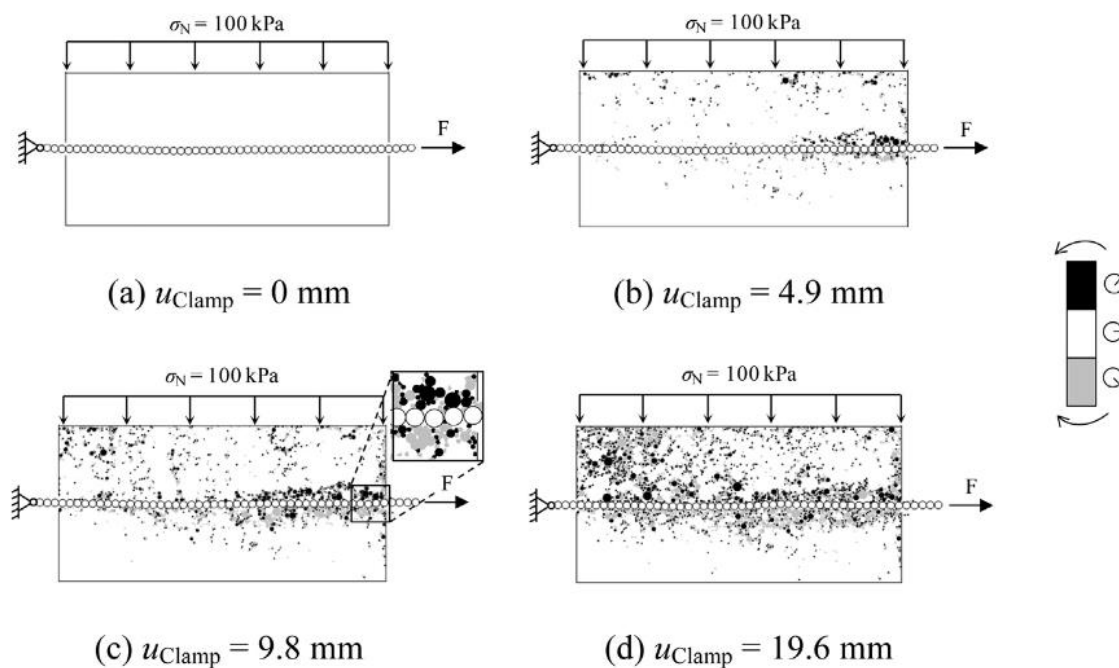 σN = 100 kPa
F
(a) uClamp = 0 mm
σN = 100 kPa
F
(b) uClamp = 4.9 mm
σN = 100 kPa
F
(c) uClamp = 9.8 mm
σN = 100 kPa
F
(d) uClamp = 19.6 mm